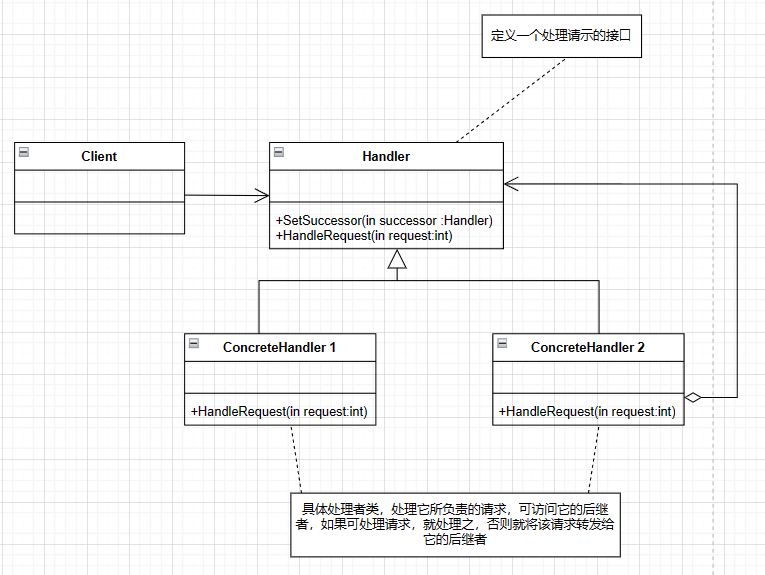 定义一个处理请示的接口
Client
Handler
+SetSuccessor(in successor :Handler)
+HandleRequest(in request:int)
ConcreteHandler 1
+HandleRequest(in request:int)
ConcreteHandler 2
+HandleRequest(in request:int)
具体处理者类，处理它所负责的请求，可访问它的后继
者，如果可处理请求，就处理之，否则就将该请求转发给
它的后继者